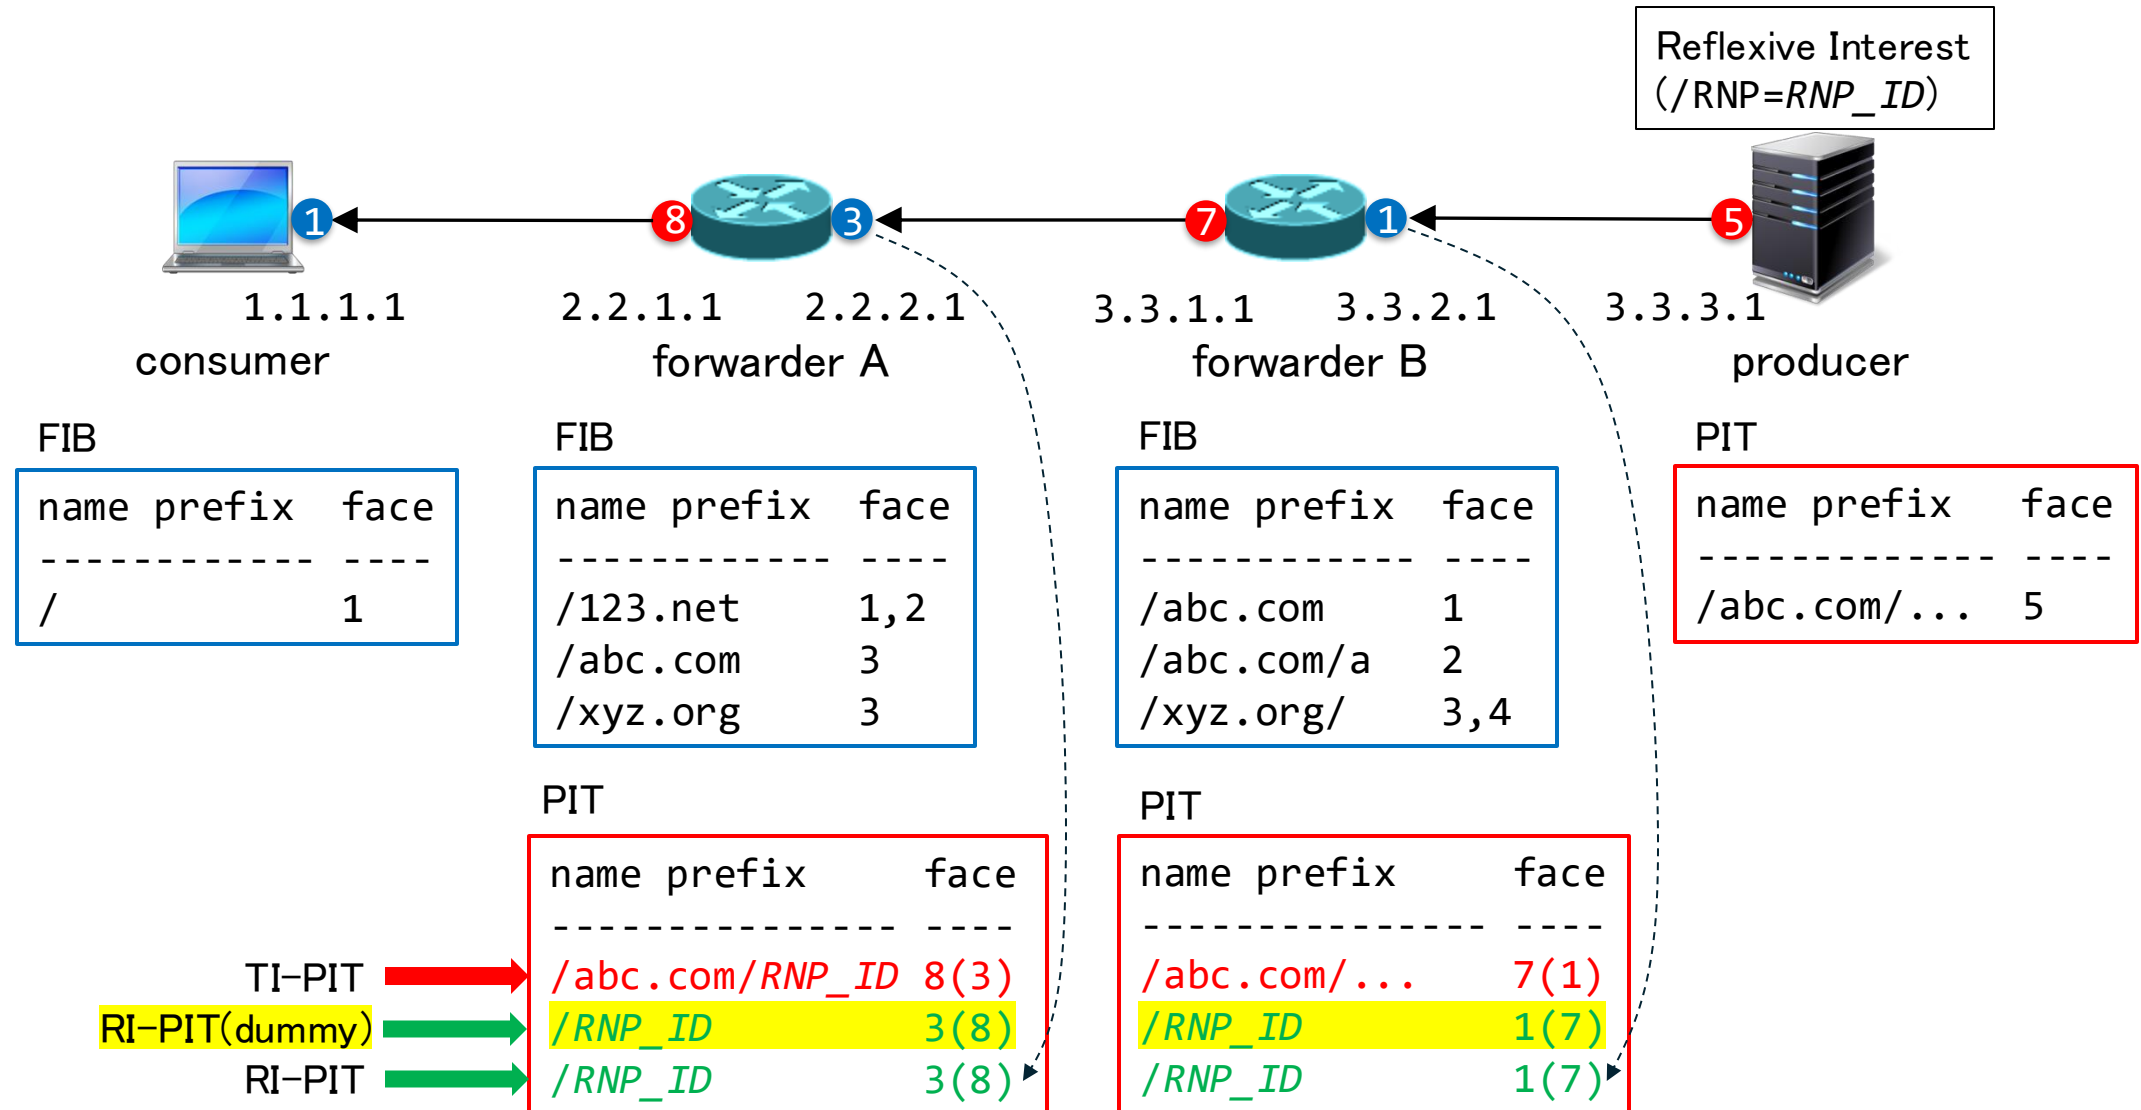 Reflexive Interest
(/RNP=RNP_ID)
1
8
3
7
1
5
1.1.1.1
2.2.1.1
2.2.2.1
3.3.1.1
3.3.2.1
3.3.3.1
consumer
forwarder A
forwarder B
producer
FIB
name prefix face
------------ ----
/ 1
FIB
name prefix face
------------ ----
/123.net 1,2
/abc.com 3
/xyz.org 3
FIB
name prefix face
------------ ----
/abc.com 1
/abc.com/a 2
/xyz.org/ 3,4
PIT
name prefix face
------------- ----
/abc.com/... 5
PIT
name prefix face
--------------- ----
/abc.com/RNP_ID 8(3)
/RNP_ID 3(8)
/RNP_ID 3(8)
PIT
name prefix face
--------------- ----
/abc.com/... 7(1)
/RNP_ID 1(7)
/RNP_ID 1(7)
TI-PIT
RI-PIT(dummy)
RI-PIT